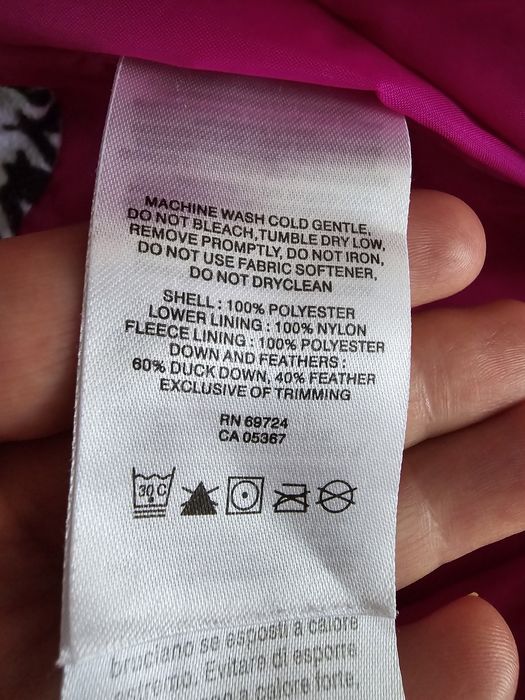 MACHINE WASH COLD GENTLE,
DO NOT BLEACH, TUMBLE DRY LOW,
REMOVE PROMPTLY, DO NOT IRON,
DO NOT USE FABRIC SOFTENER,
DO NOT DRYCLEAN
SHELL : 100% POLYESTER
LOWER LINING : 100% NYLON
FLEECE LINING : 100% POLYESTER
DOWN AND FEATHERS :
60% DUCK DOWN, 40% FEATHER
EXCLUSIVE OF TRIMMING
RN 69724
CA 05367
30 C
bruciano se esposti a calore
estremo. Evitare di esporre
a calore forte,